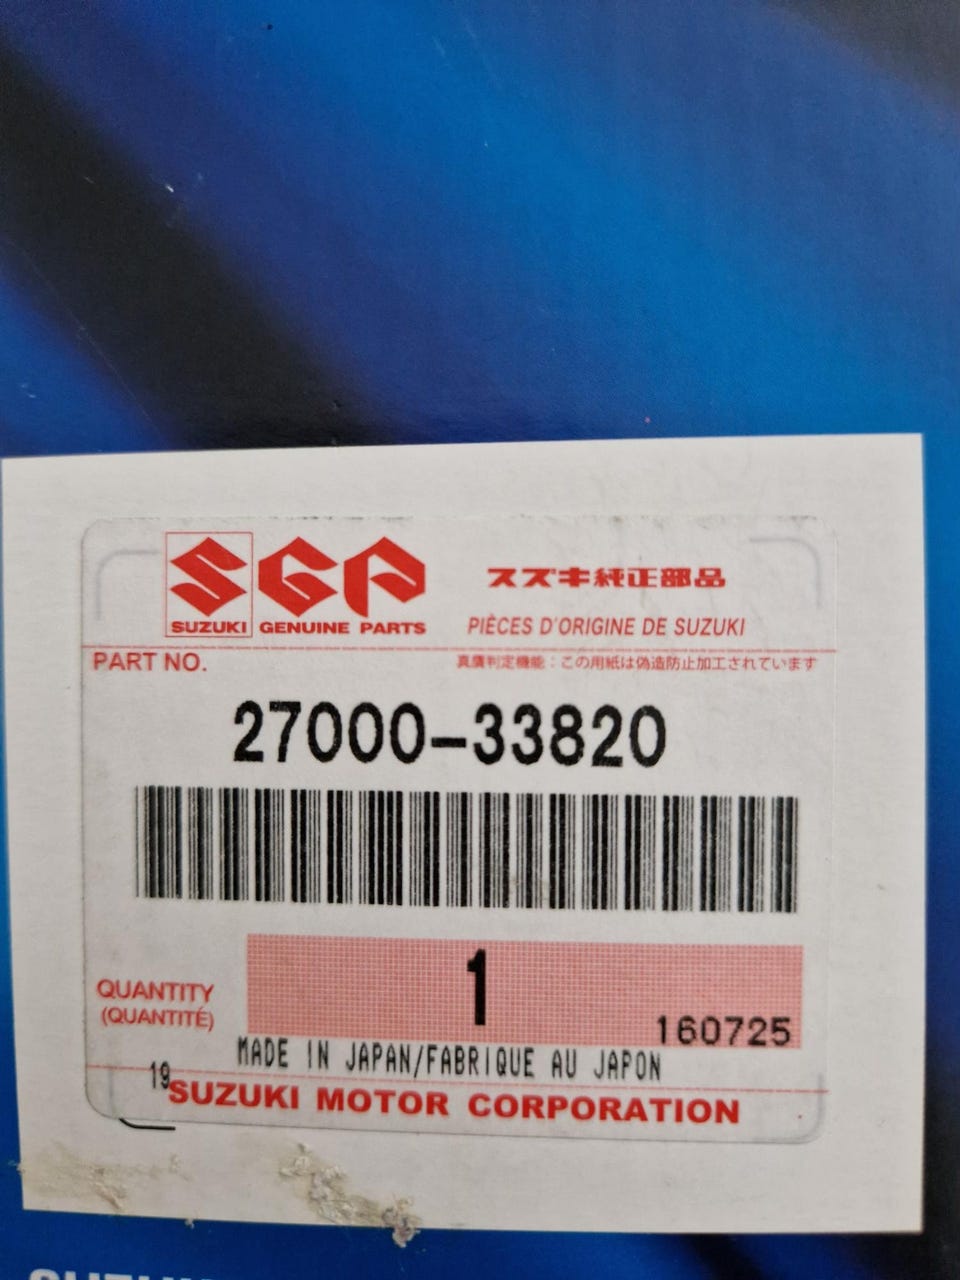 SGP
スズキ純正部品
SUZUKI GENUINE PARTS
PIÈCES D'ORIGINE DE SUZUKI
PART NO.
真贋判定機能：この用紙は偽造防止加工されています
27000-33820
1
QUANTITY
(QUANTITÉ)
160725
MADE IN JAPAN/FABRIQUE AU JAPON
19
SUZUKI MOTOR CORPORATION